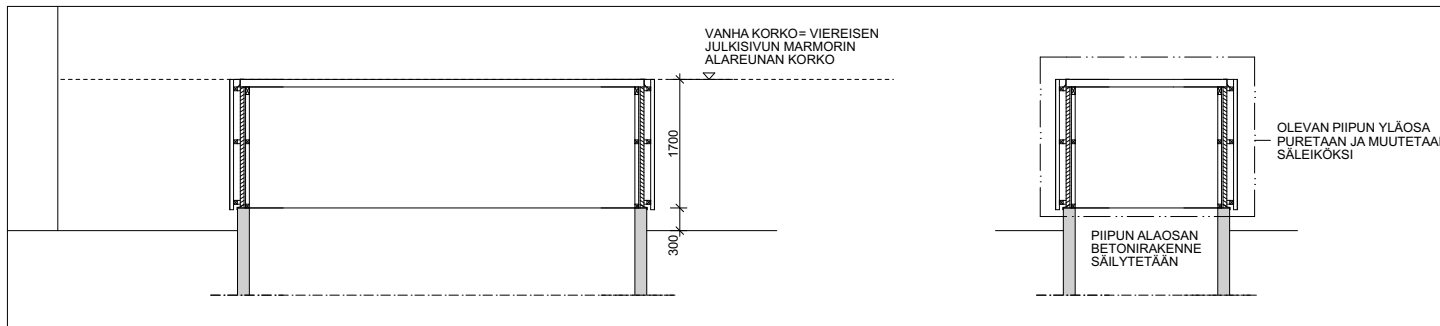 VANHA KORKO= VIEREISEN
JULKISIVUN MARMORIN
ALAREUNAN KORKO
1700
300
OLEVAN PIIPUN YLÄOSA
PURETAAN JA MUUTETAA
SÄLEIKÖKSI
PIIPUN ALAOSAN
BETONIRAKENNE
SÄILYTETÄÄN